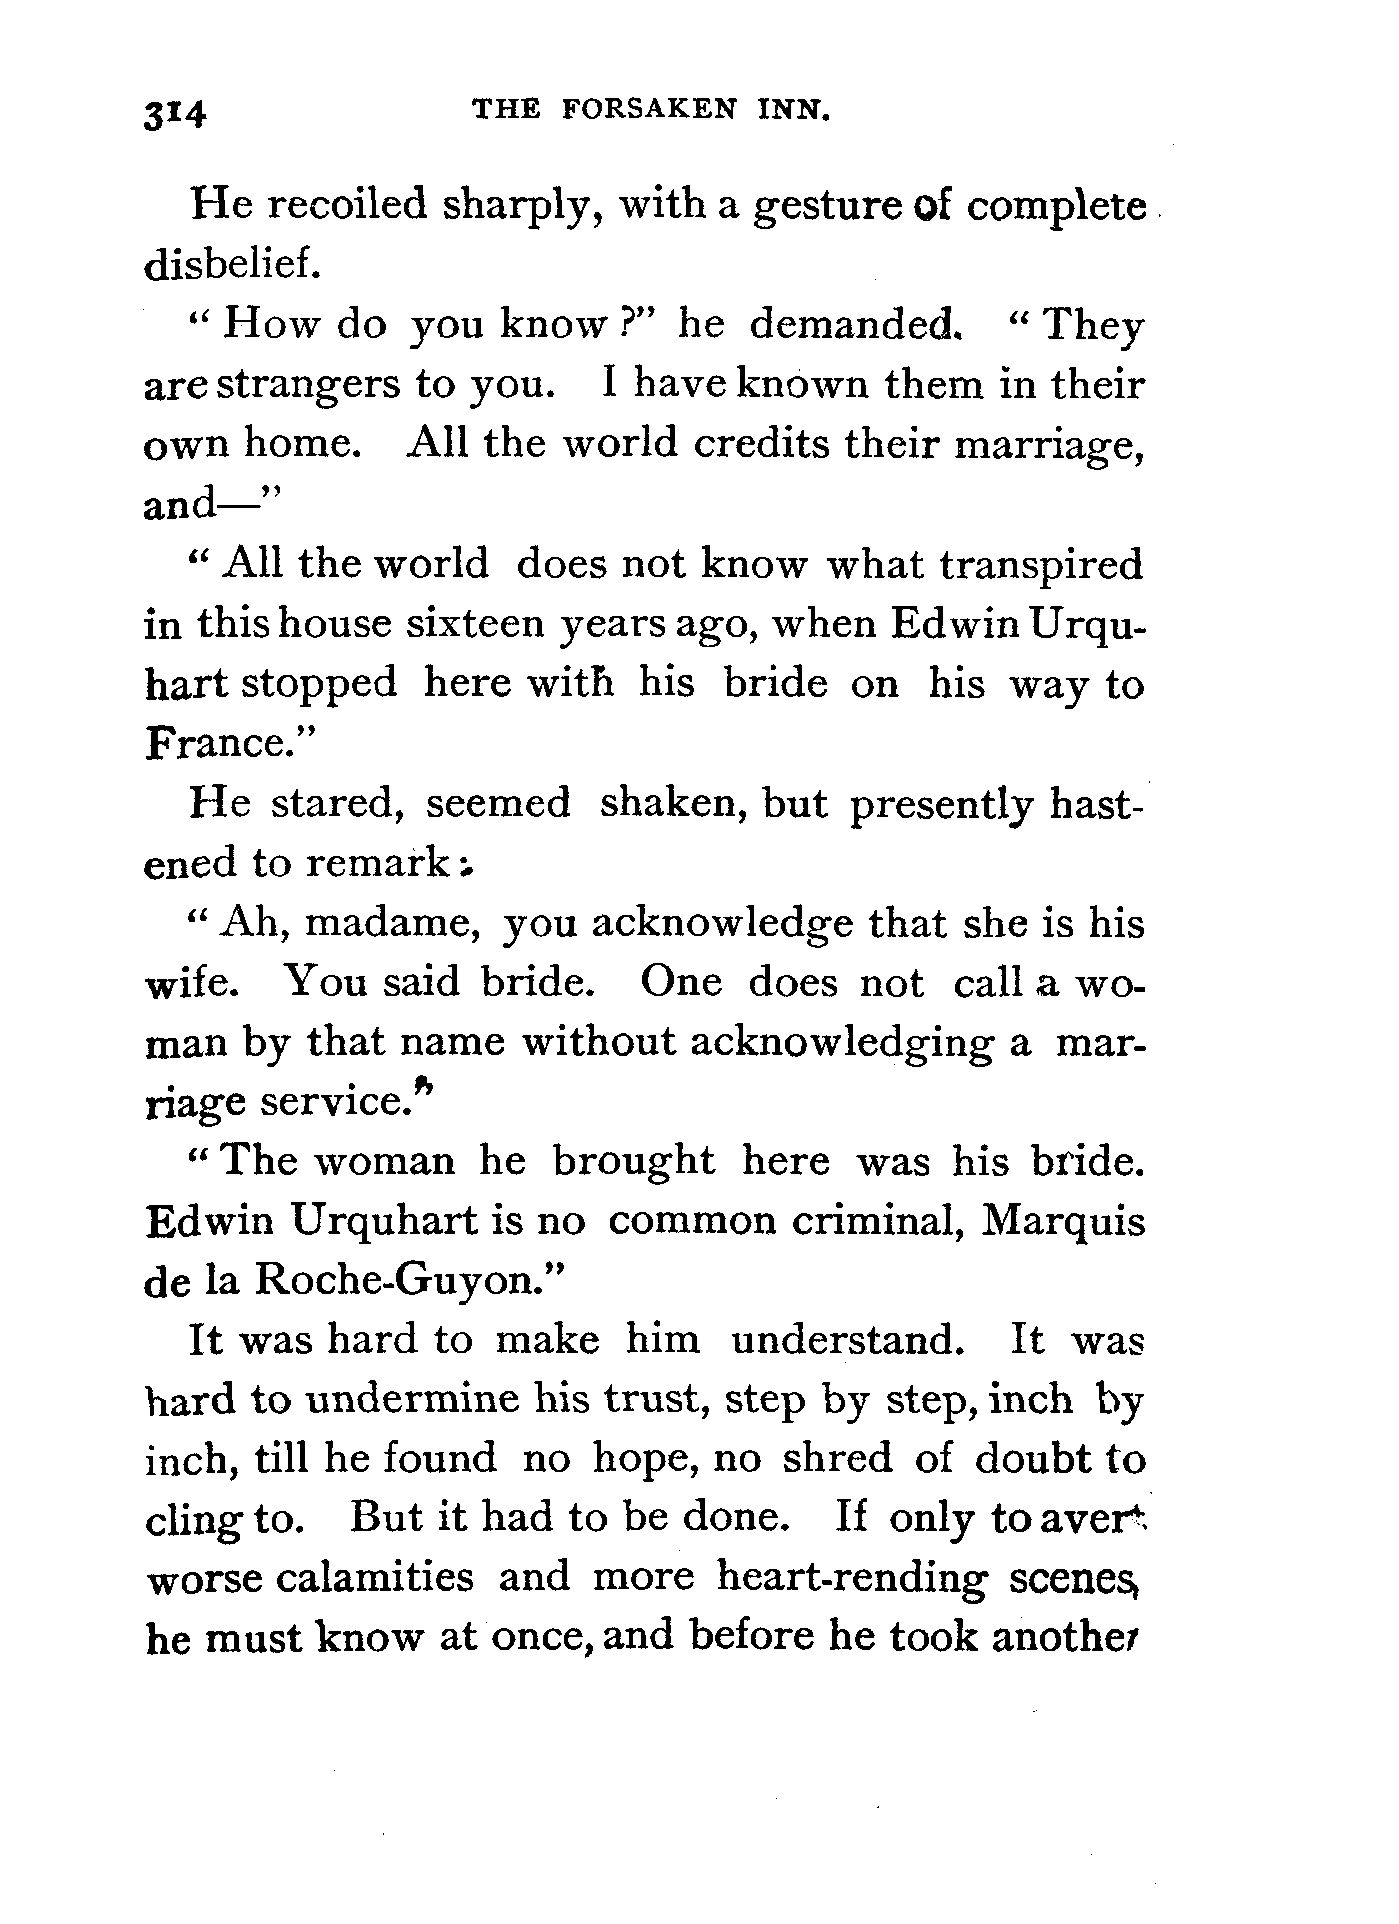 314 THE FORSAKEN INN.
He recoiled sharply, with a gesture of complete
disbelief.
“ How do you know ?” he demanded. “ They
are strangers to you. I have known them in their
own home. All the world credits their marriage,
and—”
“ All the world does not know what transpired
in this house sixteen years ago, when Edwin Urqu-
hart stopped here with his bride on his way to
France.”
He stared, seemed shaken, but presently hast-
ened to remark :
“ Ah, madame, you acknowledge that she is his
wife. You said bride. One does not call a wo-
man by that name without acknowledging a mar-
riage service.”
“ The woman he brought here was his bride.
Edwin Urquhart is no common criminal, Marquis
de la Roche-Guyon.”
It was hard to make him understand. It was
hard to undermine his trust, step by step, inch by
inch, till he found no hope, no shred of doubt to
cling to. But it had to be done. If only to avert
worse calamities and more heart-rending scenes,
he must know at once, and before he took another